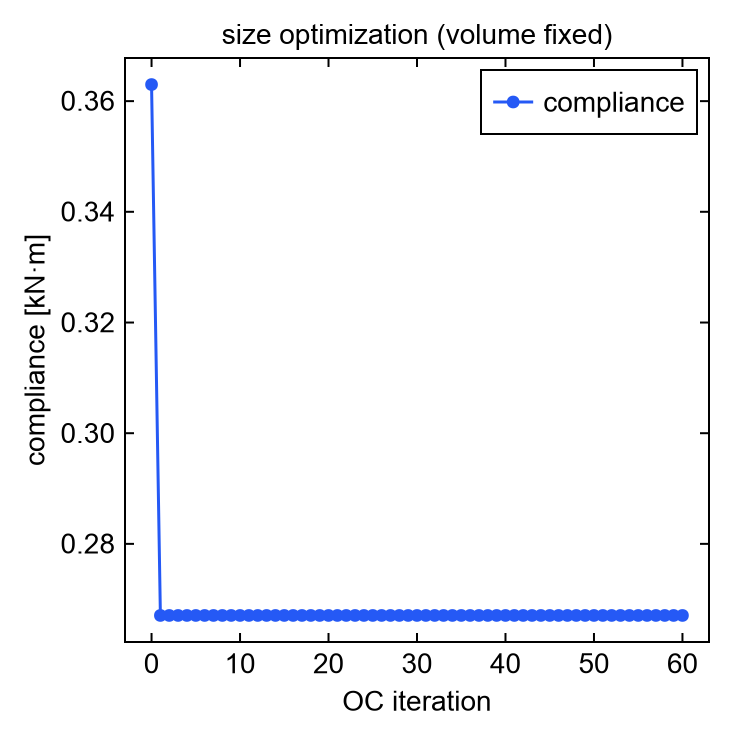 size optimization (volume fixed)
compliance
0.36
0.34
0.32
0.30
0.28
compliance [kN·m]
0 10 20 30 40 50 60
OC iteration